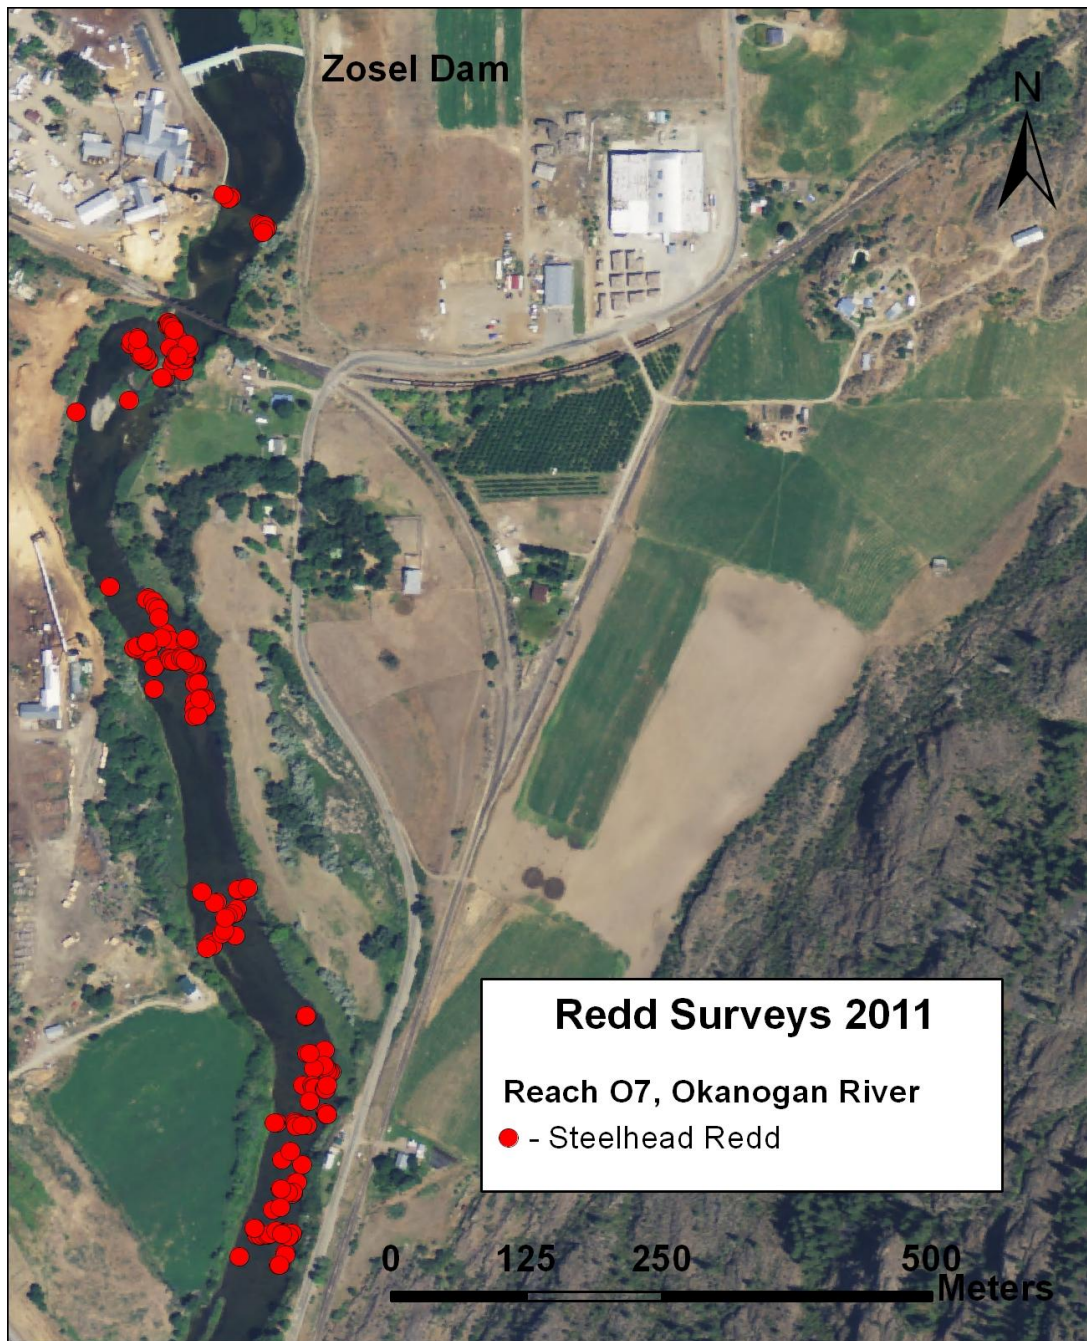 Zosel Dam
N
Redd Surveys 2011
Reach O7, Okanogan River
- Steelhead Redd
0 125 250 500
Meters